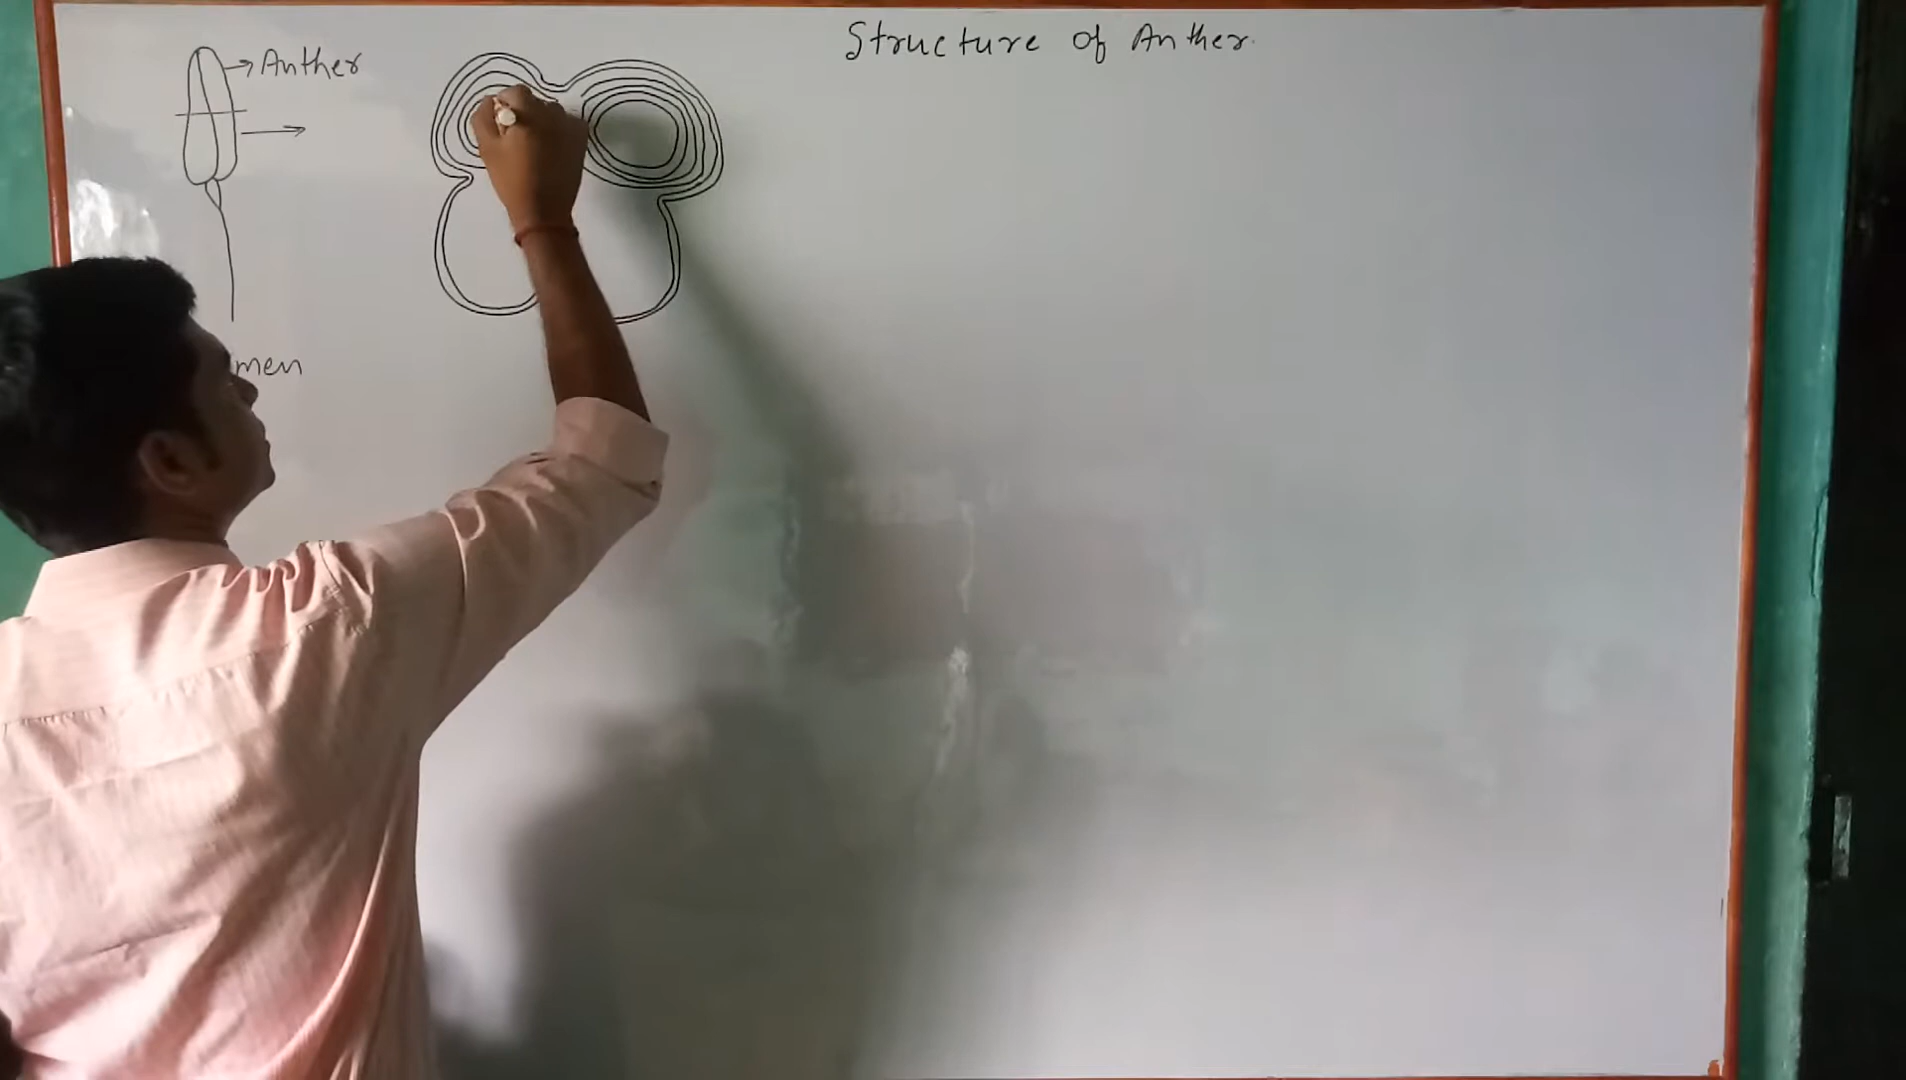 Structure of Anther.
Anther
men